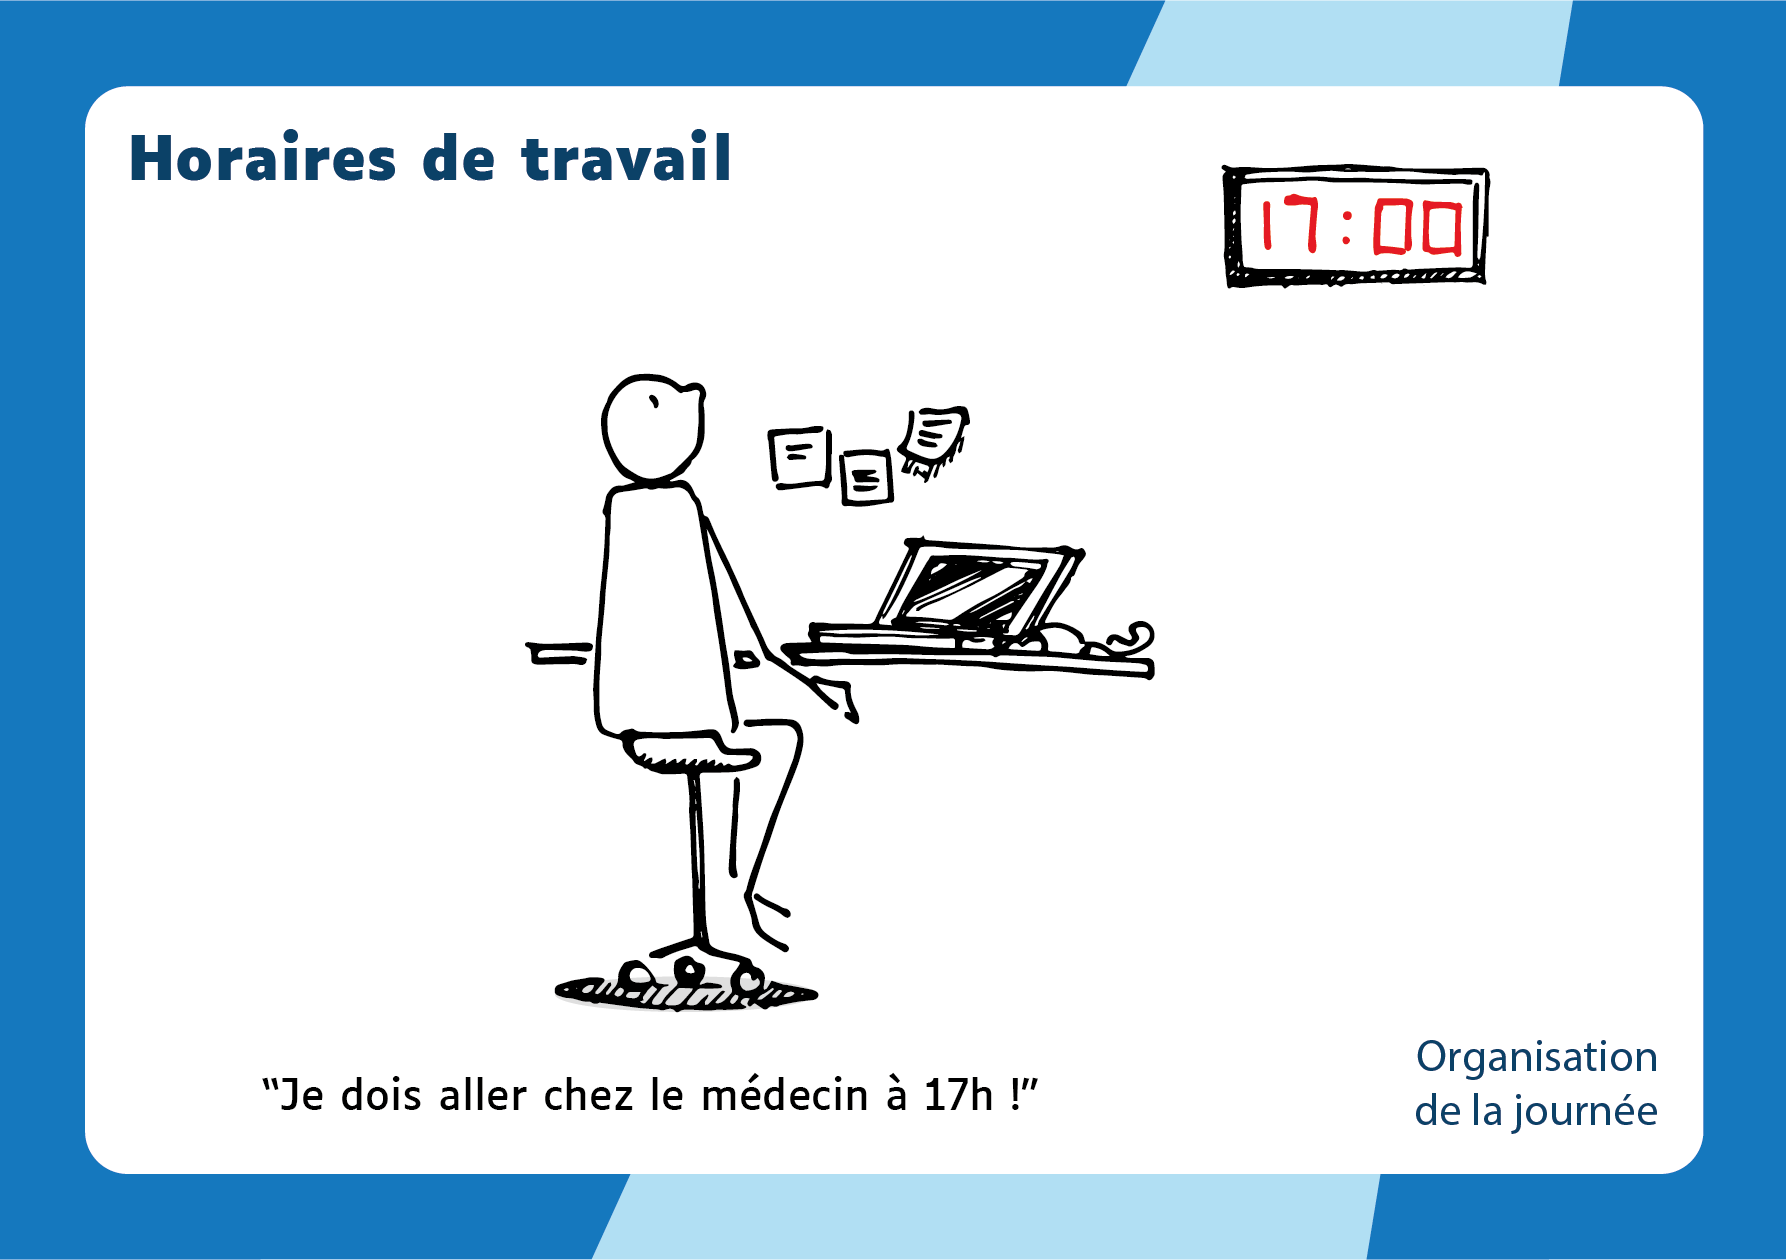 Horaires de travail
17:00
“Je dois aller chez le médecin à 17h !”
Organisation
de la journée